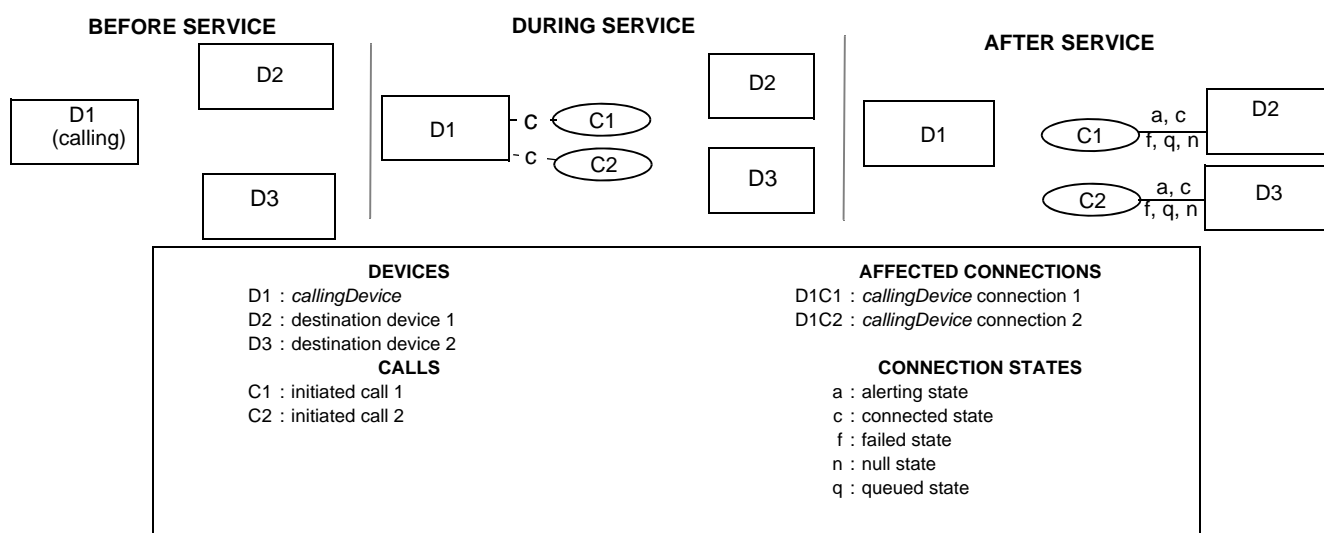 BEFORE SERVICE
D2
D1
(calling)
D3
DURING SERVICE
D1
c
C1
c
C2
D2
D3
AFTER SERVICE
D1
C1
a, c
f, q, n
D2
C2
a, c
f, q, n
D3
DEVICES
D1 : callingDevice
D2 : destination device 1
D3 : destination device 2
CALLS
C1 : initiated call 1
C2 : initiated call 2
AFFECTED CONNECTIONS
D1C1 : callingDevice connection 1
D1C2 : callingDevice connection 2
CONNECTION STATES
a : alerting state
c : connected state
f : failed state
n : null state
q : queued state